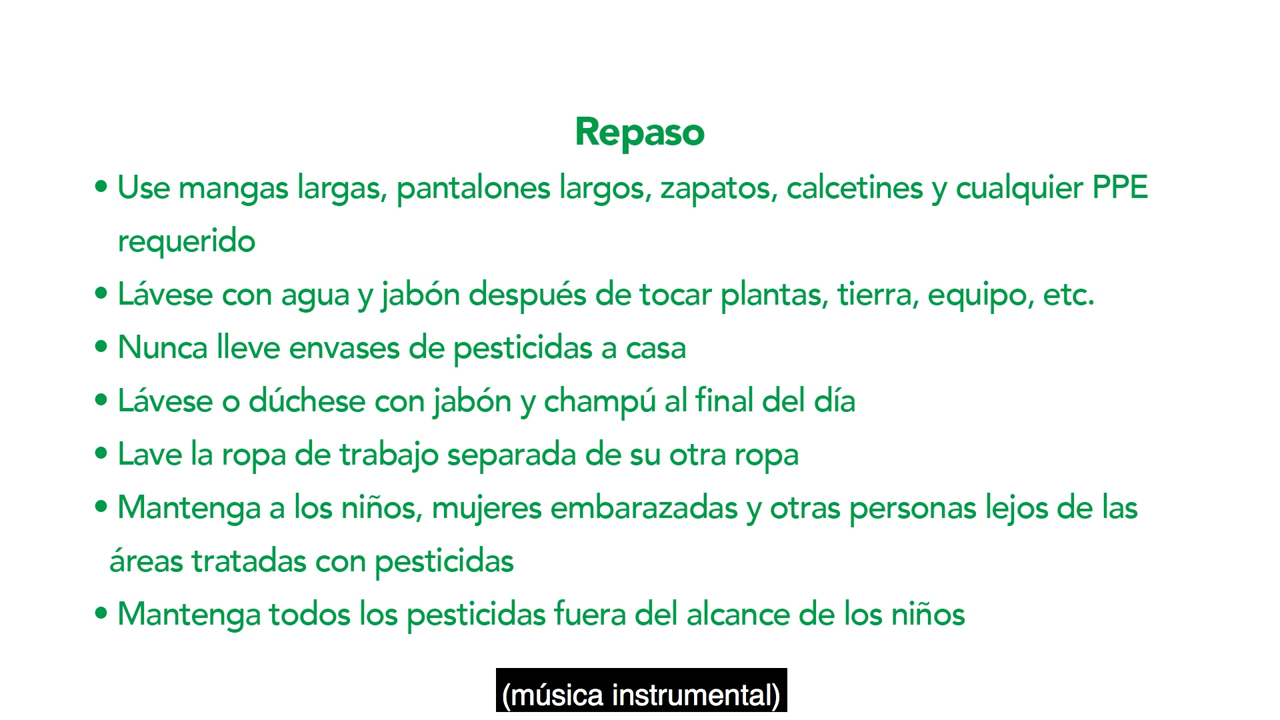 Repaso
• Use mangas largas, pantalones largos, zapatos, calcetines y cualquier PPE
requerido
• Lávese con agua y jabón después de tocar plantas, tierra, equipo, etc.
• Nunca lleve envases de pesticidas a casa
• Lávese o dúchese con jabón y champú al final del día
• Lave la ropa de trabajo separada de su otra ropa
• Mantenga a los niños, mujeres embarazadas y otras personas lejos de las
áreas tratadas con pesticidas
• Mantenga todos los pesticidas fuera del alcance de los niños
(música instrumental)